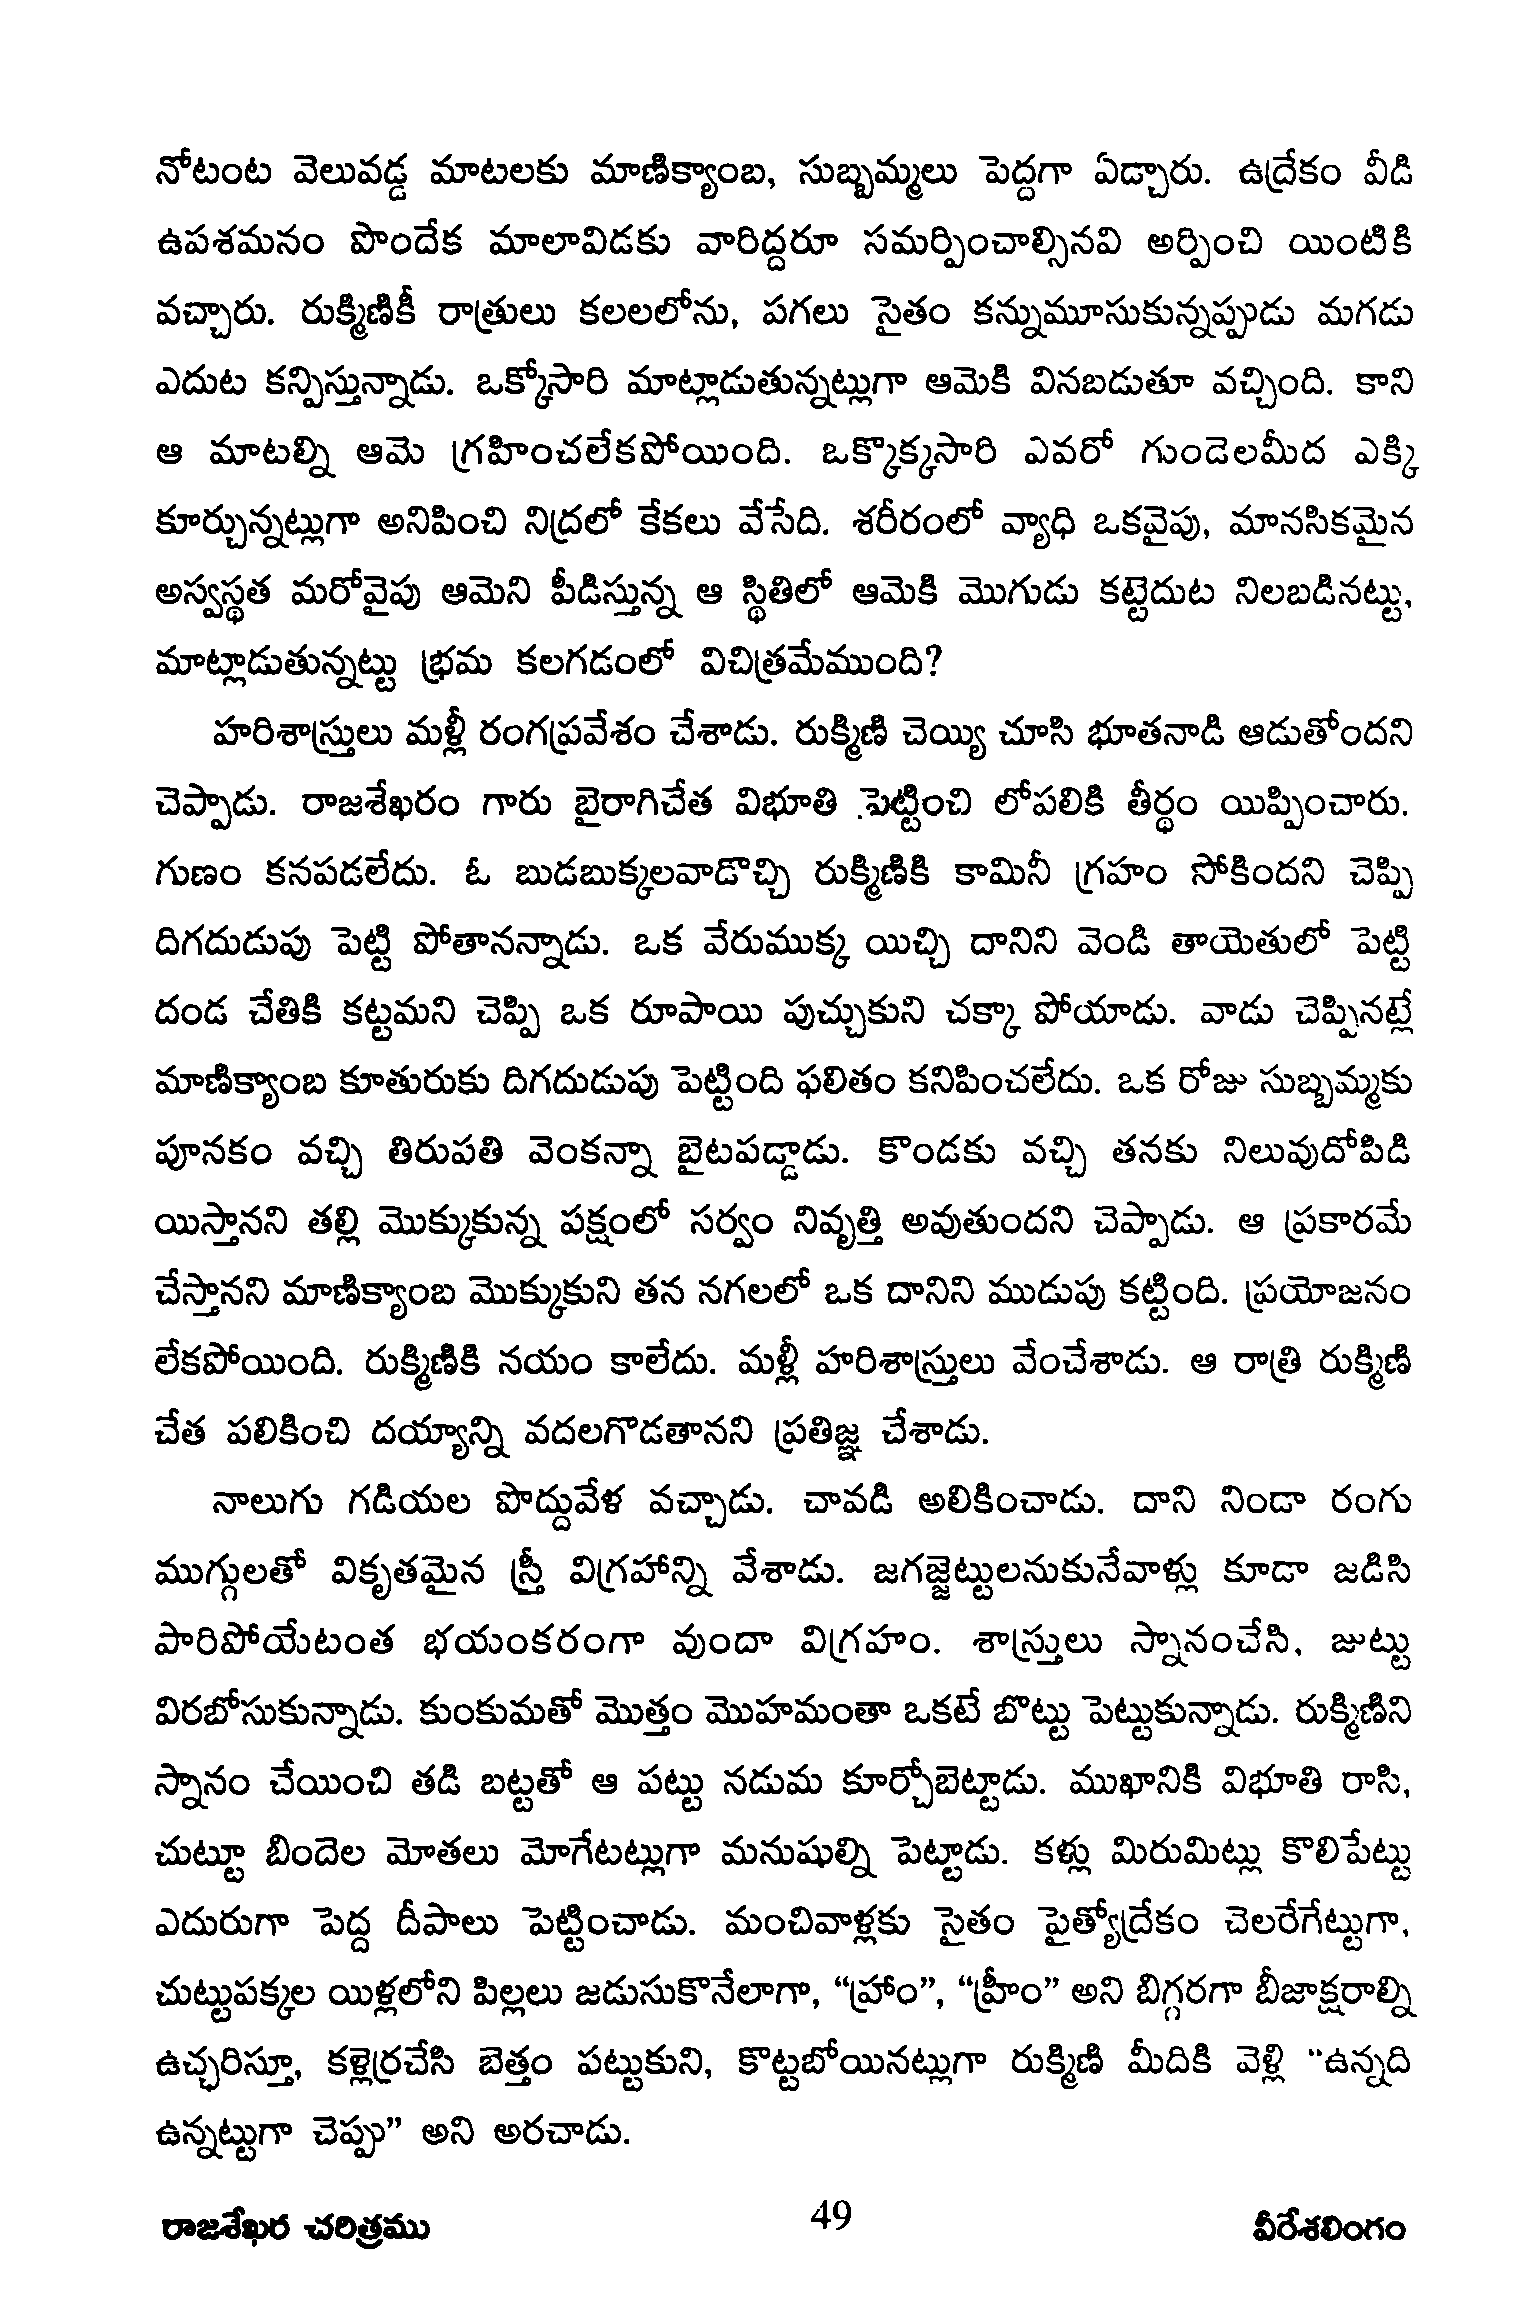 నోటంట వెలువడ్డ మాటలకు మాణిక్యాంబ, సుబ్బమ్మలు పెద్దగా ఏడ్చారు. ఉద్రేకం వీడి
ఉపశమనం పొందేక మాలావిడకు వారిద్దరూ సమర్పించాల్సినవి అర్పించి యింటికి
వచ్చారు. రుక్మిణికీ రాత్రులు కలలలోను, పగలు సైతం కన్నుమూసుకున్నప్పుడు మగడు
ఎదుట కన్పిస్తున్నాడు. ఒక్కోసారి మాట్లాడుతున్నట్లుగా ఆమెకి వినబడుతూ వచ్చింది. కాని
ఆ మాటల్ని ఆమె గ్రహించలేకపోయింది. ఒక్కొక్కసారి ఎవరో గుండెలమీద ఎక్కి
కూర్చున్నట్లుగా అనిపించి నిద్రలో కేకలు వేసేది. శరీరంలో వ్యాధి ఒకవైపు, మానసికమైన
అస్వస్థత మరోవైపు ఆమెని పీడిస్తున్న ఆ స్థితిలో ఆమెకి మొగుడు కట్టెదుట నిలబడినట్టు,
మాట్లాడుతున్నట్టు భ్రమ కలగడంలో విచిత్రమేముంది?
హరిశాస్త్రులు మళ్లీ రంగప్రవేశం చేశాడు. రుక్మిణి చెయ్యి చూసి భూతనాడి ఆడుతోందని
చెప్పాడు. రాజశేఖరం గారు బైరాగిచేత విభూతి పెట్టించి లోపలికి తీర్థం యిప్పించారు.
గుణం కనపడలేదు. ఓ బుడబుక్కలవాడొచ్చి రుక్మిణికి కామినీ గ్రహం సోకిందని చెప్పి
దిగదుడుపు పెట్టి పోతానన్నాడు. ఒక వేరుముక్క యిచ్చి దానిని వెండి తాయెతులో పెట్టి
దండ చేతికి కట్టమని చెప్పి ఒక రూపాయి పుచ్చుకుని చక్కా పోయాడు. వాడు చెప్పినట్లే
మాణిక్యాంబ కూతురుకు దిగదుడుపు పెట్టింది ఫలితం కనిపించలేదు. ఒక రోజు సుబ్బమ్మకు
పూనకం వచ్చి తిరుపతి వెంకన్నా బైటపడ్డాడు. కొండకు వచ్చి తనకు నిలువుదోపిడి
యిస్తానని తల్లి మొక్కుకున్న పక్షంలో సర్వం నివృత్తి అవుతుందని చెప్పాడు. ఆ ప్రకారమే
చేస్తానని మాణిక్యాంబ మొక్కుకుని తన నగలలో ఒక దానిని ముడుపు కట్టింది. ప్రయోజనం
లేకపోయింది. రుక్మిణికి నయం కాలేదు. మళ్లీ హరిశాస్త్రులు వేంచేశాడు. ఆ రాత్రి రుక్మిణి
చేత పలికించి దయ్యాన్ని వదలగొడతానని ప్రతిజ్ఞ చేశాడు.
నాలుగు గడియల పొద్దువేళ వచ్చాడు. చావడి అలికించాడు. దాని నిండా రంగు
ముగ్గులతో వికృతమైన స్త్రీ విగ్రహాన్ని వేశాడు. జగజ్జెట్టులనుకునేవాళ్లు కూడా జడిసి
పారిపోయేటంత భయంకరంగా వుందా విగ్రహం. శాస్త్రులు స్నానంచేసి, జుట్టు
విరబోసుకున్నాడు. కుంకుమతో మొత్తం మొహమంతా ఒకటే బొట్టు పెట్టుకున్నాడు. రుక్మిణిని
స్నానం చేయించి తడి బట్టతో ఆ పట్టు నడుమ కూర్చోబెట్టాడు. ముఖానికి విభూతి రాసి,
చుట్టూ బిందెల మోతలు మోగేటట్లుగా మనుషుల్ని పెట్టాడు. కళ్లు మిరుమిట్లు కొలిపేట్టు
ఎదురుగా పెద్ద దీపాలు పెట్టించాడు. మంచివాళ్లకు సైతం పైత్యోద్రేకం చెలరేగేట్టుగా,
చుట్టుపక్కల యిళ్లలోని పిల్లలు జడుసుకొనేలాగా, “హ్రాం”, “హ్రీం” అని బిగ్గరగా బీజాక్షరాల్ని
ఉచ్ఛరిస్తూ, కళ్లెర్రచేసి బెత్తం పట్టుకుని, కొట్టబోయినట్లుగా రుక్మిణి మీదికి వెళ్లి “ఉన్నది
ఉన్నట్టుగా చెప్పు” అని అరచాడు.
రాజశేఖర చరిత్రము 49 వీరేశలింగం